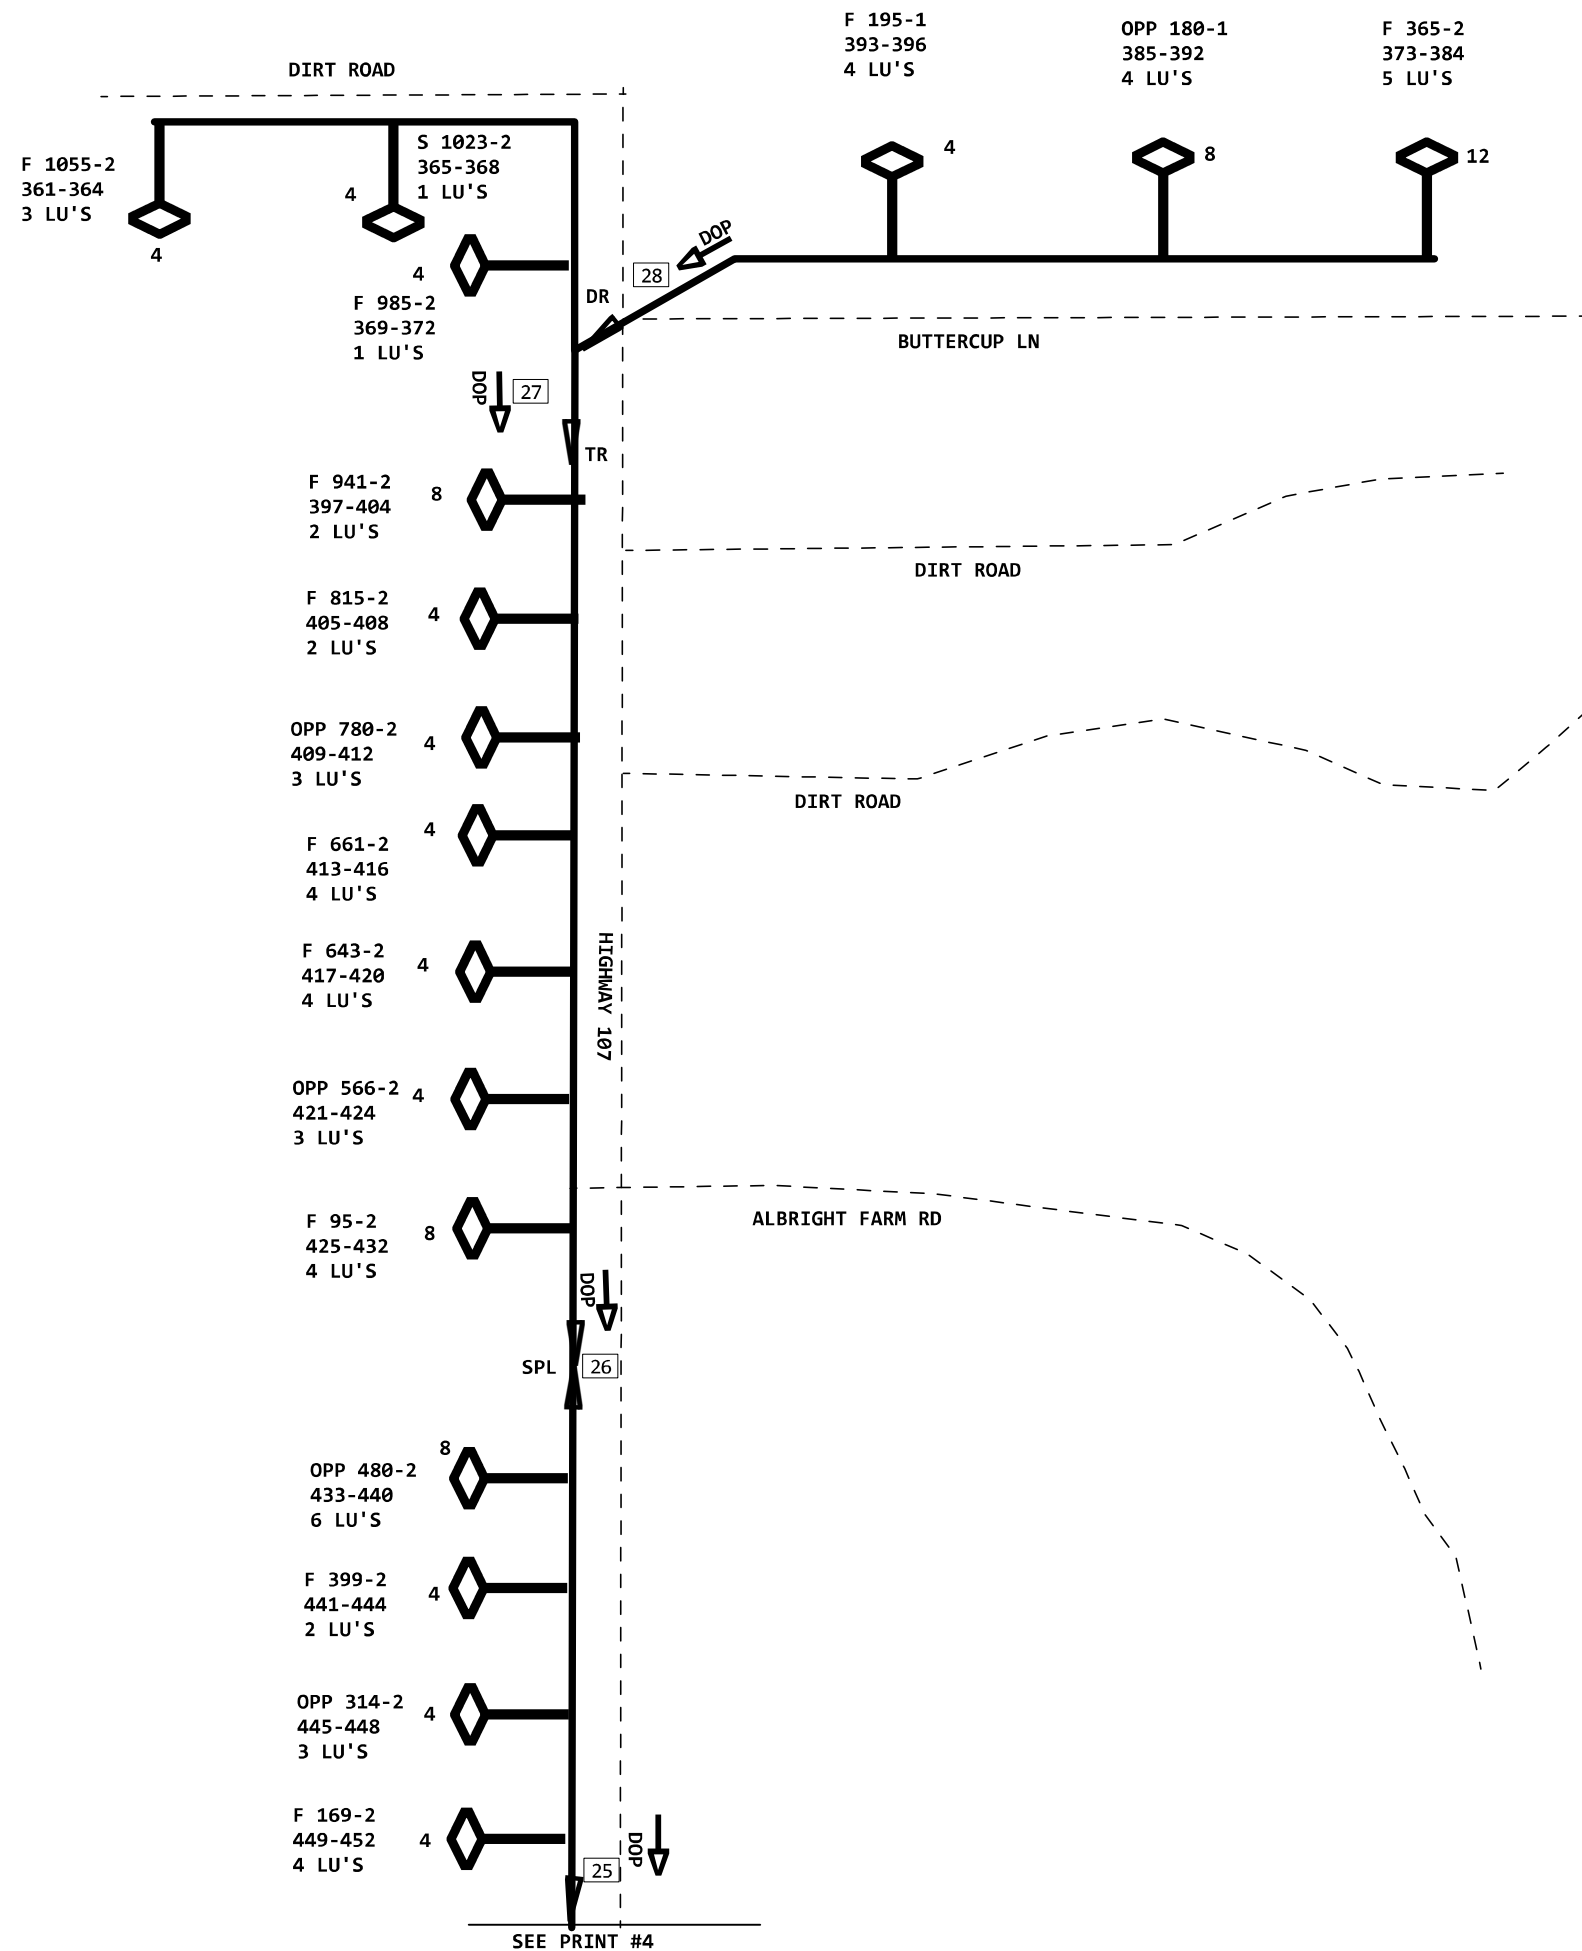 F 195-1
393-396
4 LU'S
OPP 180-1
385-392
4 LU'S
F 365-2
373-384
5 LU'S
DIRT ROAD
S 1023-2
365-368
1 LU'S
F 1055-2
361-364
3 LU'S
4
4
4
8
12
4
F 985-2
369-372
1 LU'S
DOP
28
DR
BUTTERCUP LN
DOP
27
TR
F 941-2
397-404
2 LU'S
8
DIRT ROAD
F 815-2
405-408
2 LU'S
4
OPP 780-2
409-412
3 LU'S
4
DIRT ROAD
F 661-2
413-416
4 LU'S
4
F 643-2
417-420
4 LU'S
4
HIGHWAY 107
OPP 566-2
421-424
3 LU'S
4
F 95-2
425-432
4 LU'S
8
ALBRIGHT FARM RD
DOP
SPL
26
OPP 480-2
433-440
6 LU'S
8
F 399-2
441-444
2 LU'S
4
OPP 314-2
445-448
3 LU'S
4
F 169-2
449-452
4 LU'S
4
DOP
25
SEE PRINT #4